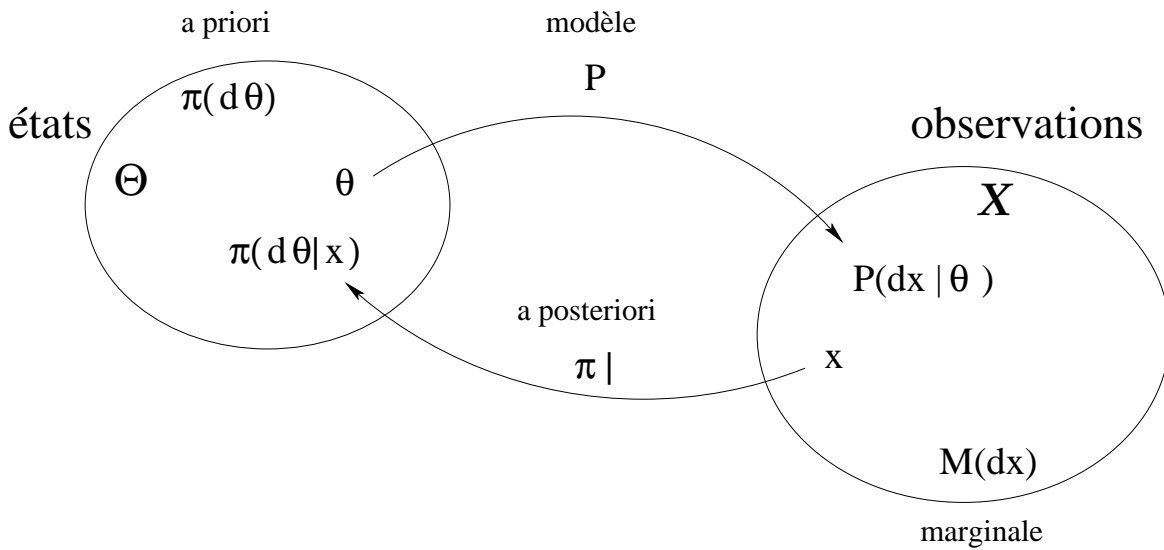 a priori
modèle
π(dθ)
P
états
observations
Θ
θ
X
π(dθ|x)
P(dx|θ)
a posteriori
π|
x
M(dx)
marginale